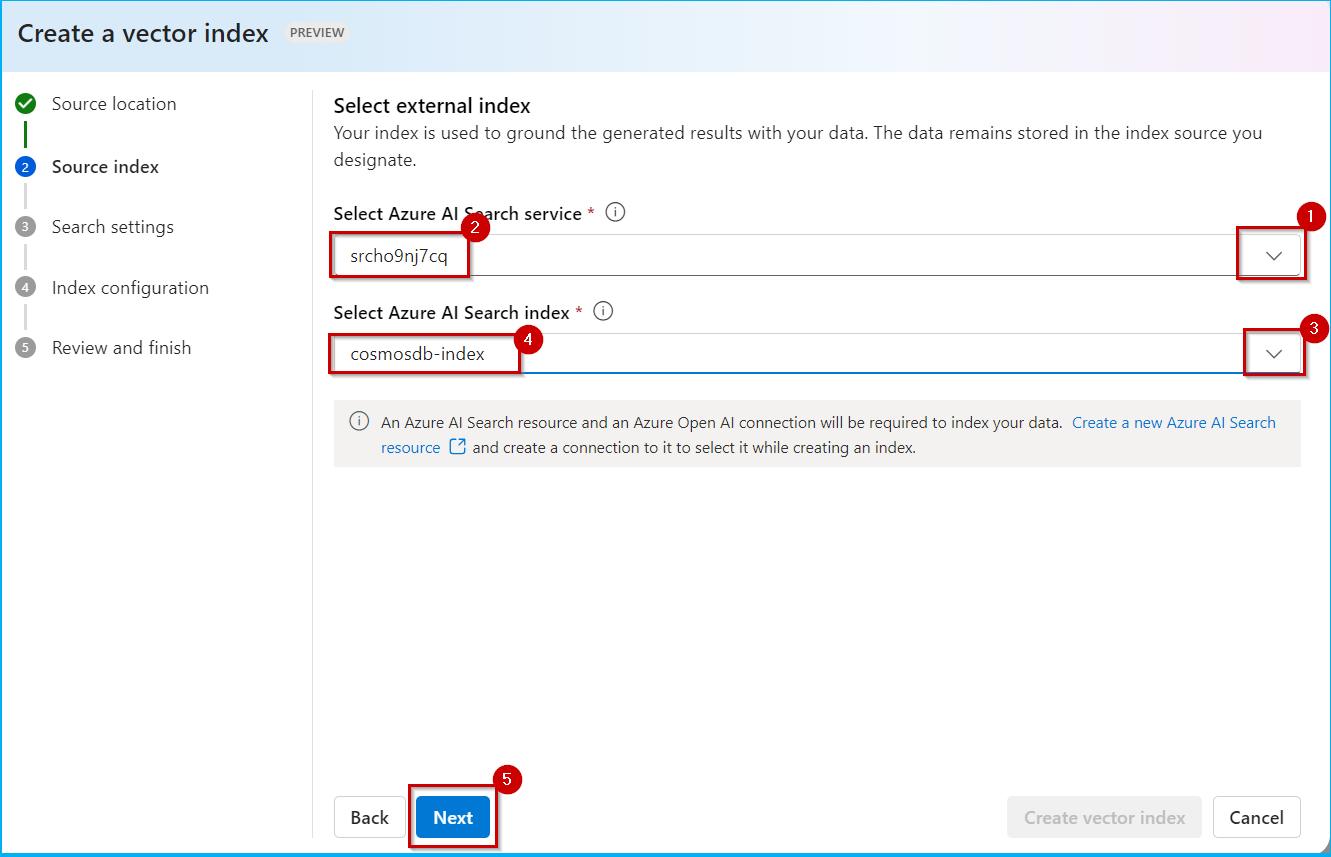 Create a vector index PREVIEW
Source location
2 Source index
3 Search settings
4 Index configuration
5 Review and finish
Select external index
Your index is used to ground the generated results with your data. The data remains stored in the index source you
designate.
Select Azure AI Search service *
1
2
srcho9nj7cq
Select Azure AI Search index *
3
4
cosmosdb-index
An Azure AI Search resource and an Azure Open AI connection will be required to index your data. Create a new Azure AI Search
resource and create a connection to it to select it while creating an index.
5
Back Next Create vector index Cancel